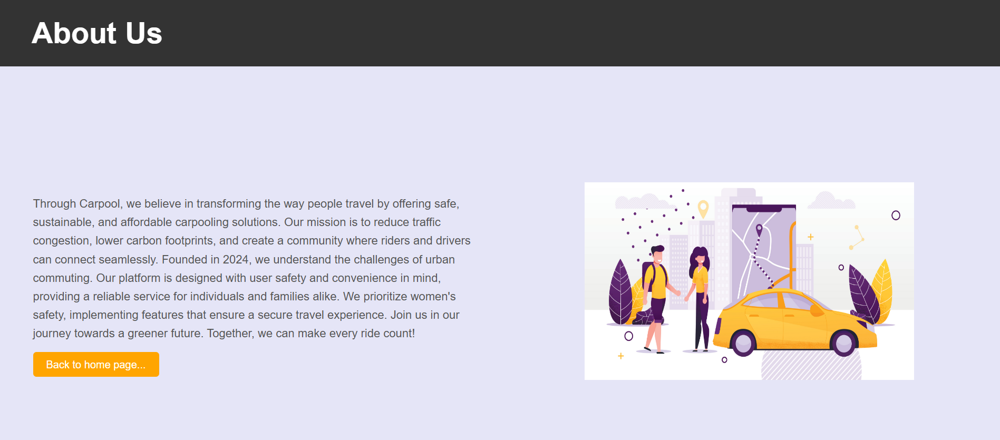 About Us
Through Carpool, we believe in transforming the way people travel by offering safe,
sustainable, and affordable carpooling solutions. Our mission is to reduce traffic
congestion, lower carbon footprints, and create a community where riders and drivers
can connect seamlessly. Founded in 2024, we understand the challenges of urban
commuting. Our platform is designed with user safety and convenience in mind,
providing a reliable service for individuals and families alike. We prioritize women's
safety, implementing features that ensure a secure travel experience. Join us in our
journey towards a greener future. Together, we can make every ride count!
Back to home page...